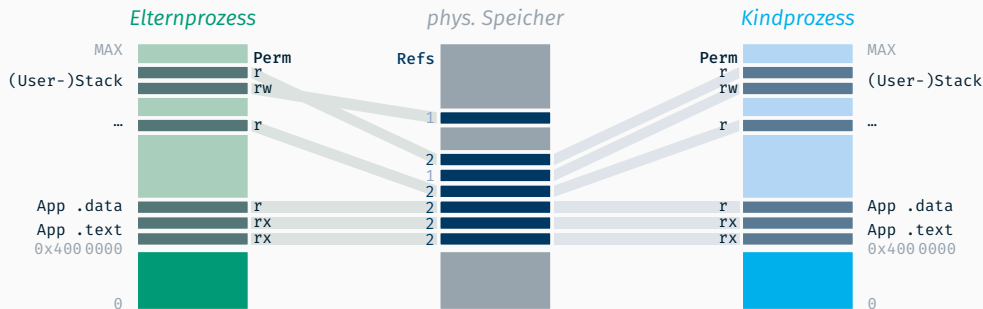 Elternprozess phys. Speicher Kindprozess
MAX MAX
Perm Refs Perm
r r
(User-)Stack (User-)Stack
rw rw
1
… r r …
2
1
2
App .data r 2 r App .data
rx 2 rx
App .text App .text
rx 2 rx
0x400 0000 0x400 0000
0 0